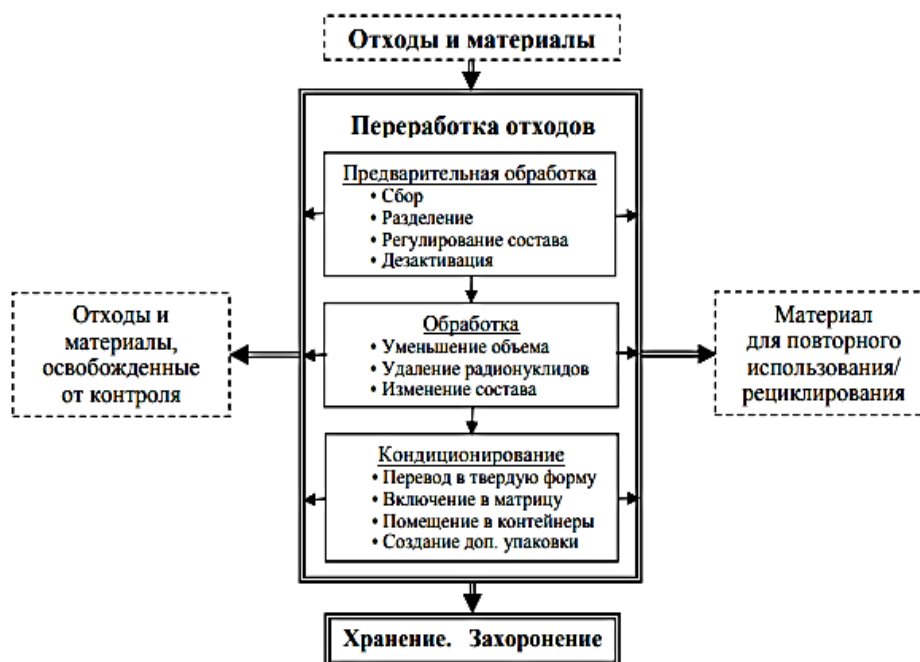 Отходы и материалы
Переработка отходов
Предварительная обработка
• Сбор
• Разделение
• Регулирование состава
• Дезактивация
Отходы и
материалы,
освобожденные
от контроля
Обработка
• Уменьшение объема
• Удаление радионуклидов
• Изменение состава
Материал
для повторного
использования/
рециклирования
Кондиционирование
• Перевод в твердую форму
• Включение в матрицу
• Помещение в контейнеры
• Создание доп. упаковки
Хранение. Захоронение